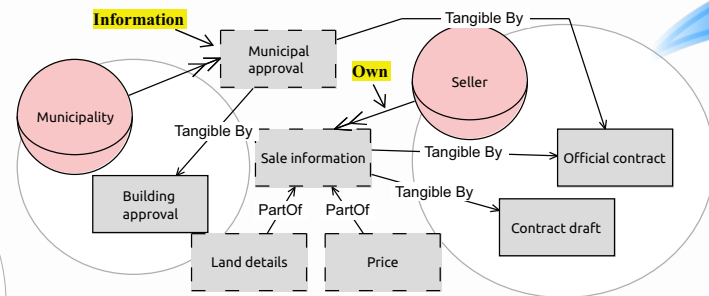 Information
Tangible By
Municipal
approval
Own
Seller
Municipality
Tangible By
Sale information
Tangible By
Official contract
Building
approval
Tangible By
PartOf
PartOf
Contract draft
Land details
Price